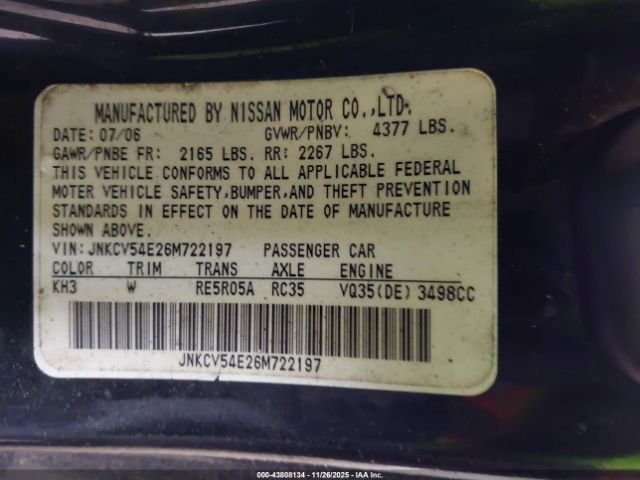 MANUFACTURED BY NISSAN MOTOR CO.,LTD.
DATE: 07/06 GVWR/PNBV: 4377 LBS.
GAWR/PNBE FR: 2165 LBS. RR: 2267 LBS.
THIS VEHICLE CONFORMS TO ALL APPLICABLE FEDERAL
MOTOR VEHICLE SAFETY,BUMPER,AND THEFT PREVENTION
STANDARDS IN EFFECT ON THE DATE OF MANUFACTURE
SHOWN ABOVE.
VIN:JNKCV54E26M722197 PASSENGER CAR
COLOR TRIM TRANS AXLE ENGINE
KH3 W RE5R05A RC35 VQ35(DE) 3498CC
JNKCV54E26M722197
000-43808134 | 11/26/2025 | IAA Inc.